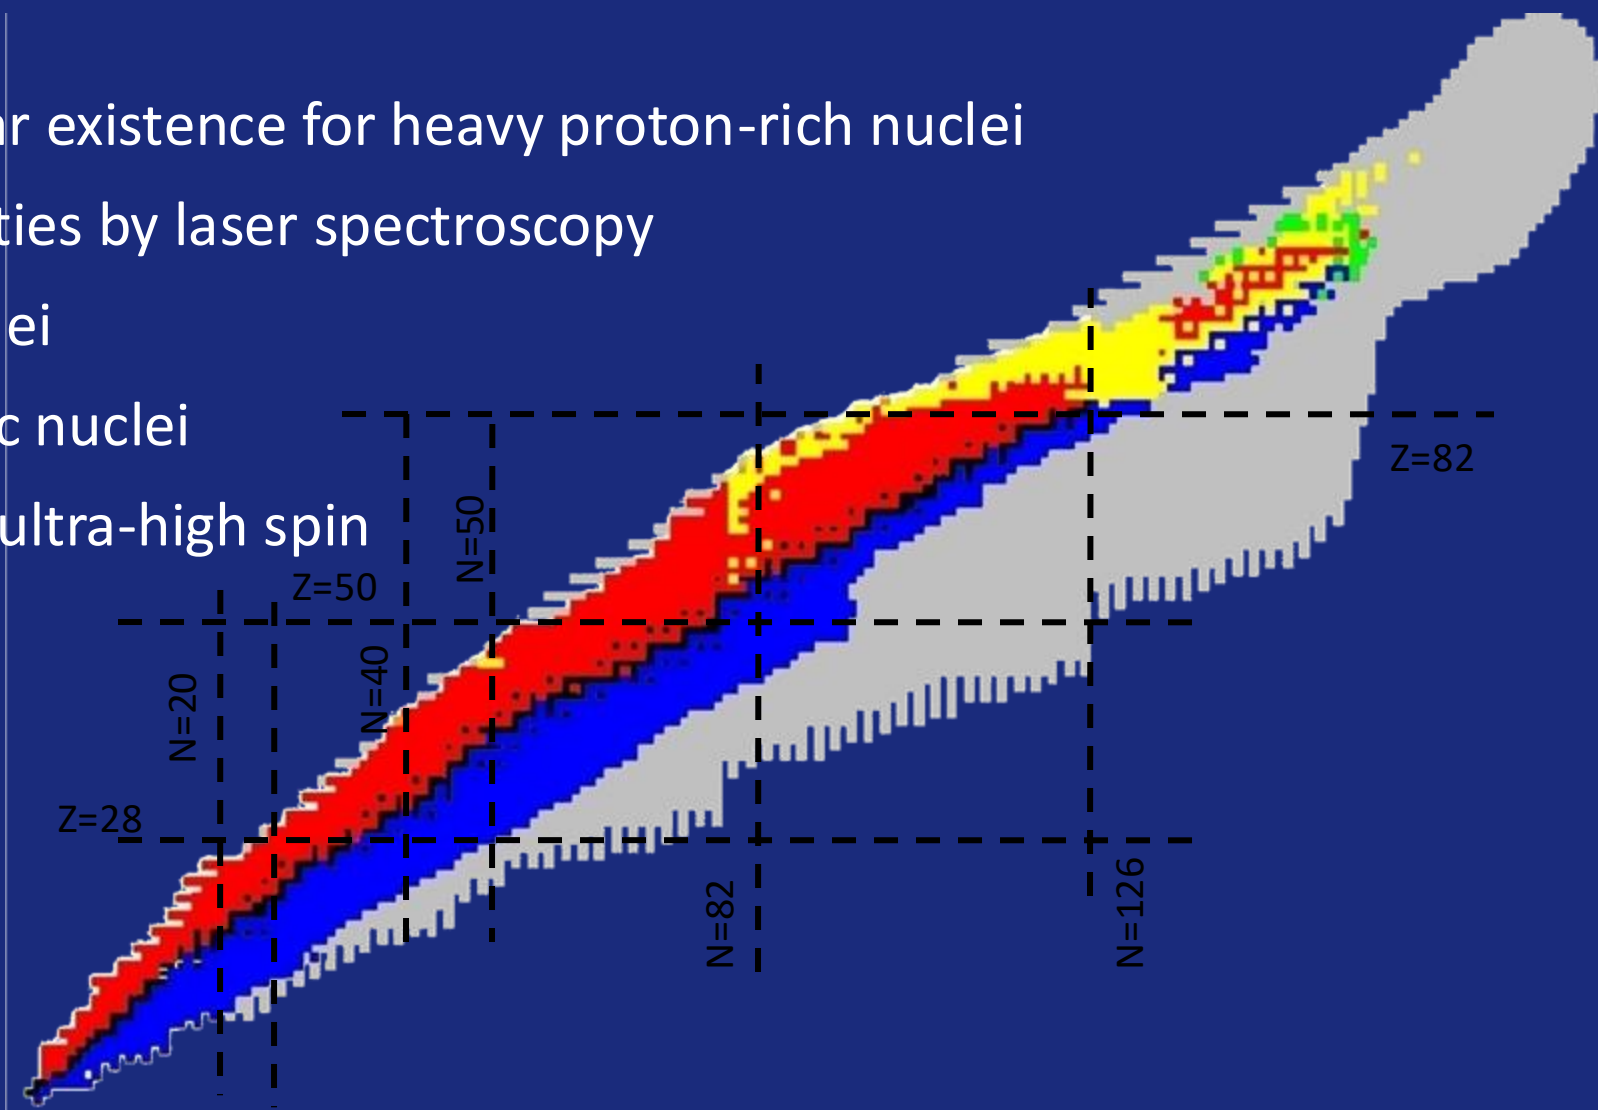 ar existence for heavy proton-rich nuclei
ties by laser spectroscopy
ei
c nuclei
ultra-high spin
Z=82
N=50
Z=50
N=40
N=20
Z=28
N=82
N=126